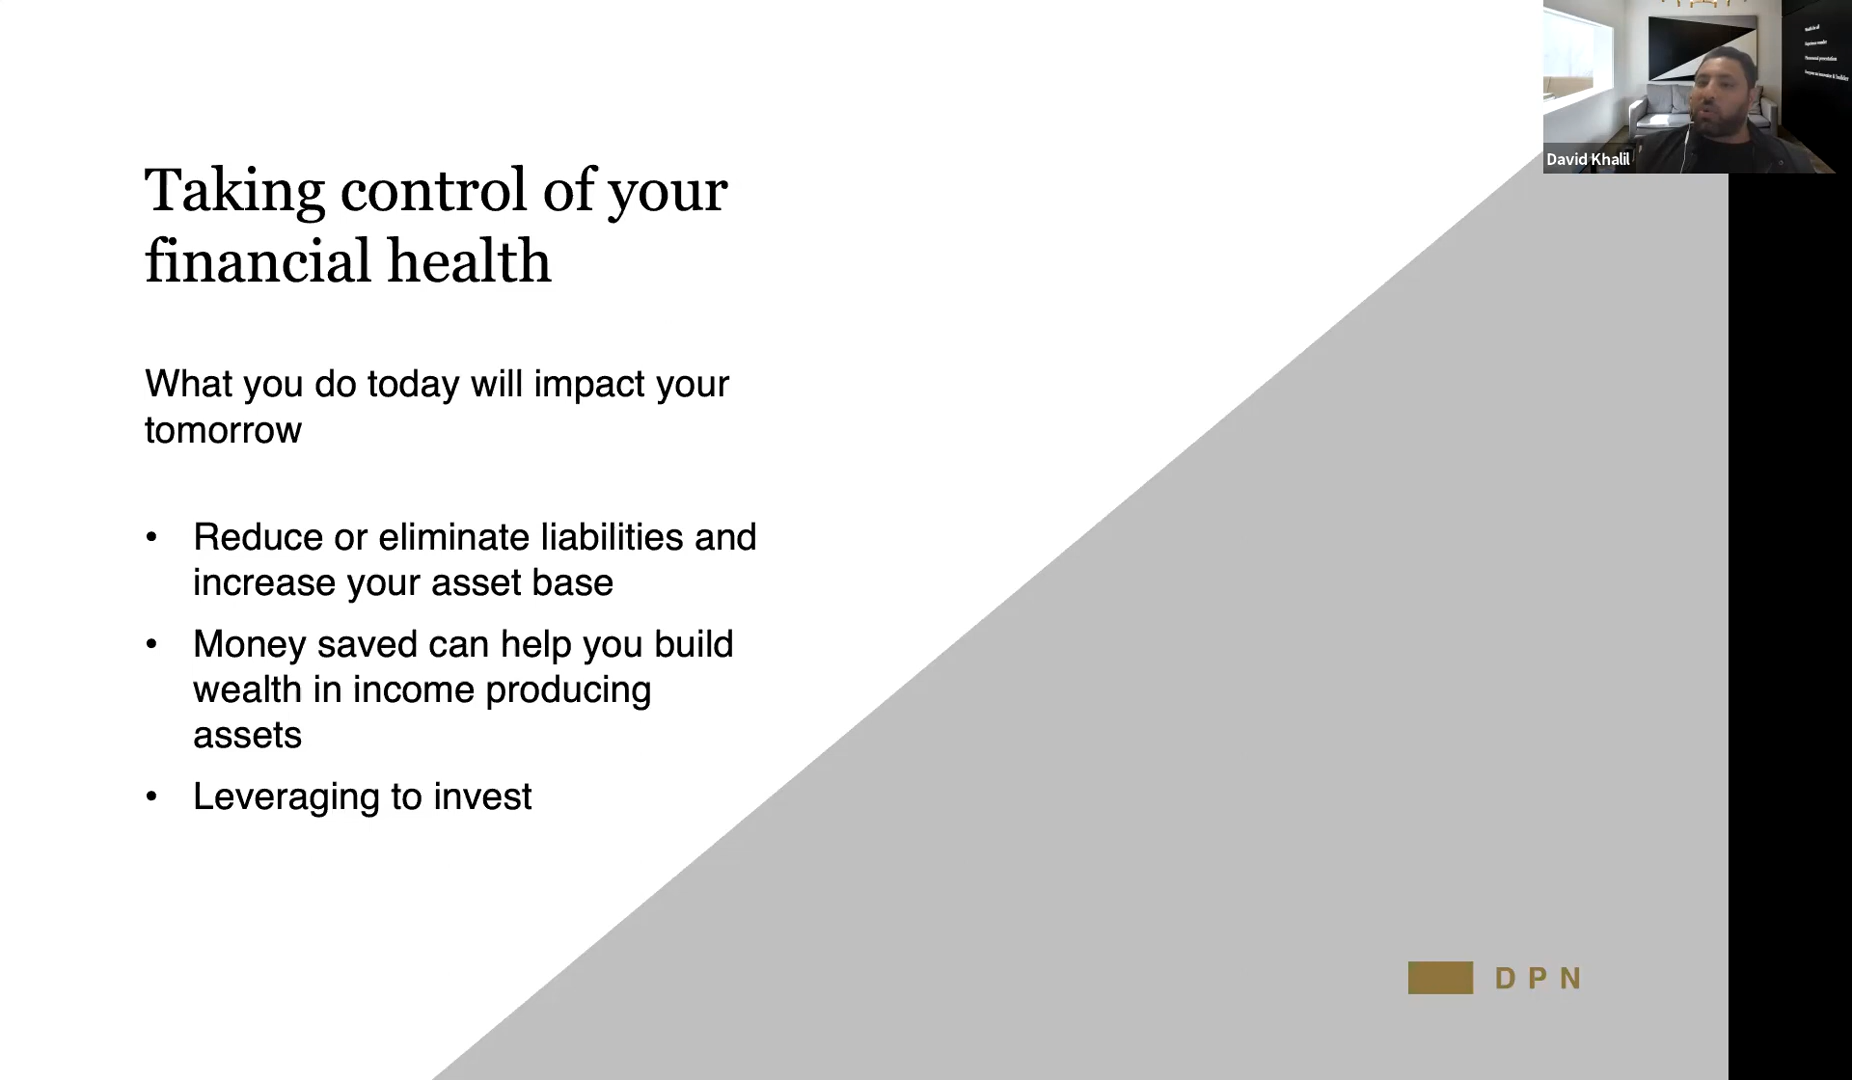 Taking control of your
financial health
What you do today will impact your
tomorrow
• Reduce or eliminate liabilities and
increase your asset base
• Money saved can help you build
wealth in income producing
assets
• Leveraging to invest
David Khalil
DPN